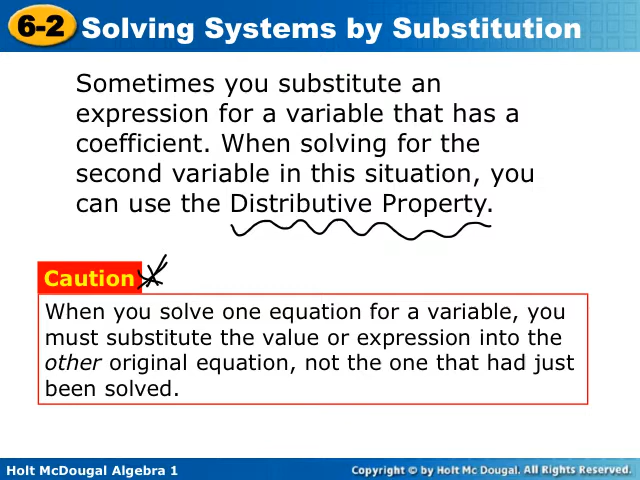 6-2 Solving Systems by Substitution
Sometimes you substitute an
expression for a variable that has a
coefficient. When solving for the
second variable in this situation, you
can use the Distributive Property.
Caution
When you solve one equation for a variable, you
must substitute the value or expression into the
other original equation, not the one that had just
been solved.
Holt McDougal Algebra 1
Copyright © by Holt Mc Dougal. All Rights Reserved.